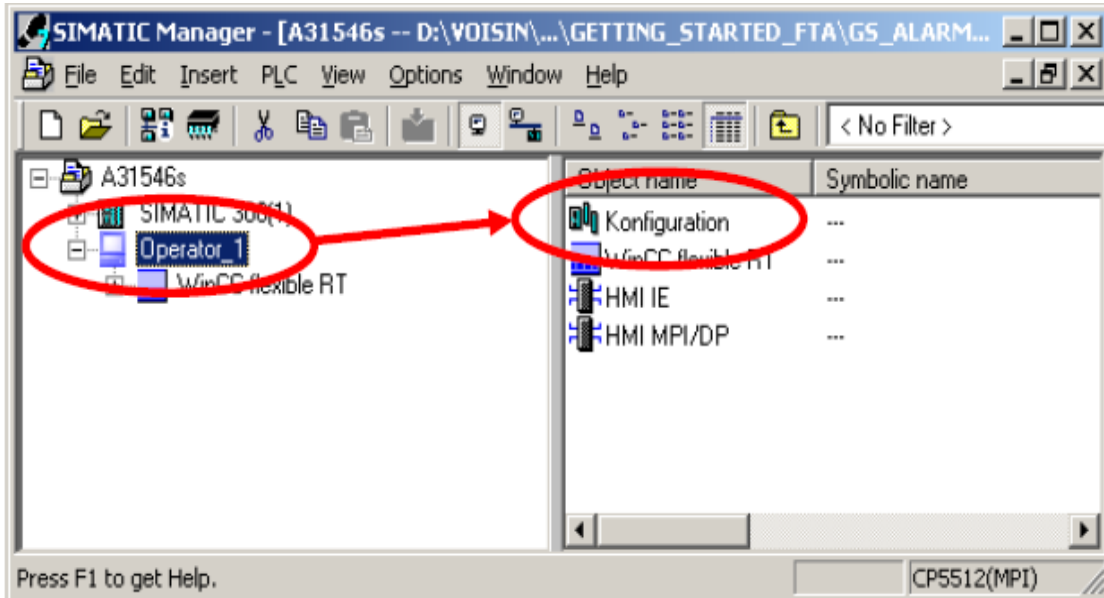 SIMATIC Manager - [A31546s -- D:\VOISIN\...\GETTING_STARTED_FTA\GS_ALARM...
File Edit Insert PLC View Options Window Help
< No Filter >
A31546s
SIMATIC 300(1)
Operator_1
WinCC flexible RT
Object name Symbolic name
Konfiguration ---
WinCC flexible RT ---
HMI IE ---
HMI MPI/DP ---
Press F1 to get Help. CP5512(MPI)